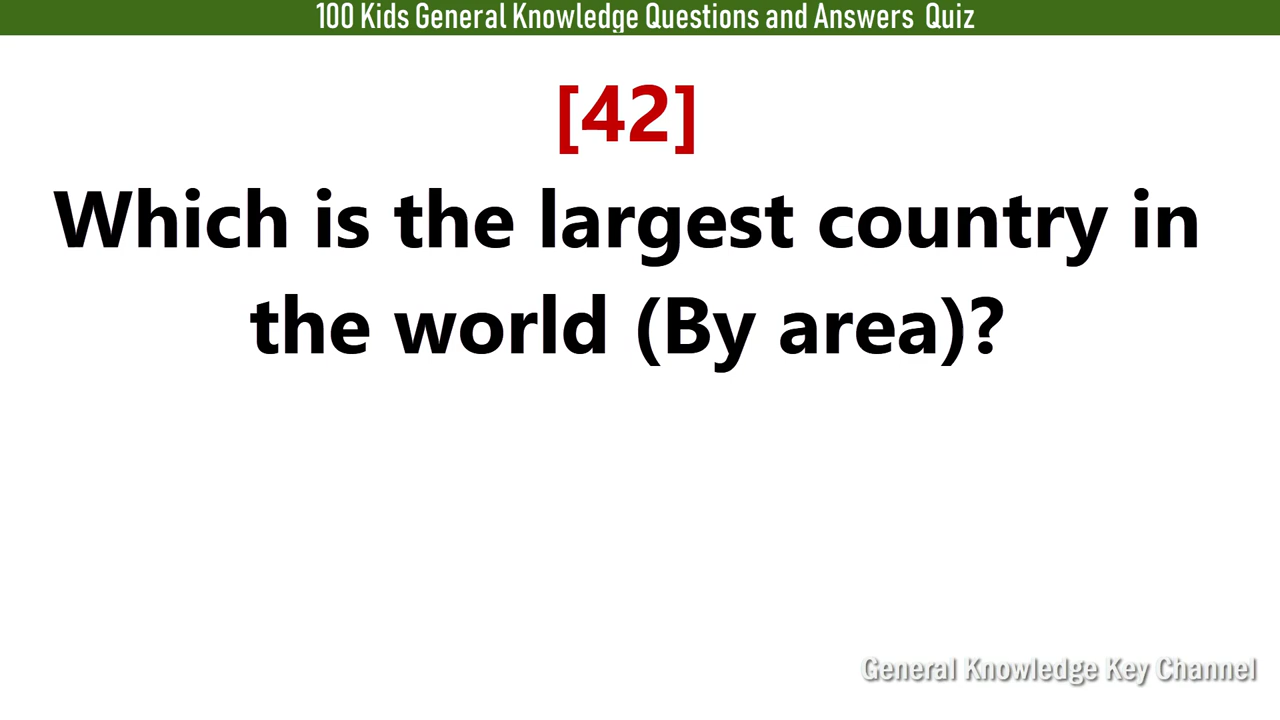 100 Kids General Knowledge Questions and Answers Quiz
[42]
Which is the largest country in
the world (By area)?
General Knowledge Key Channel